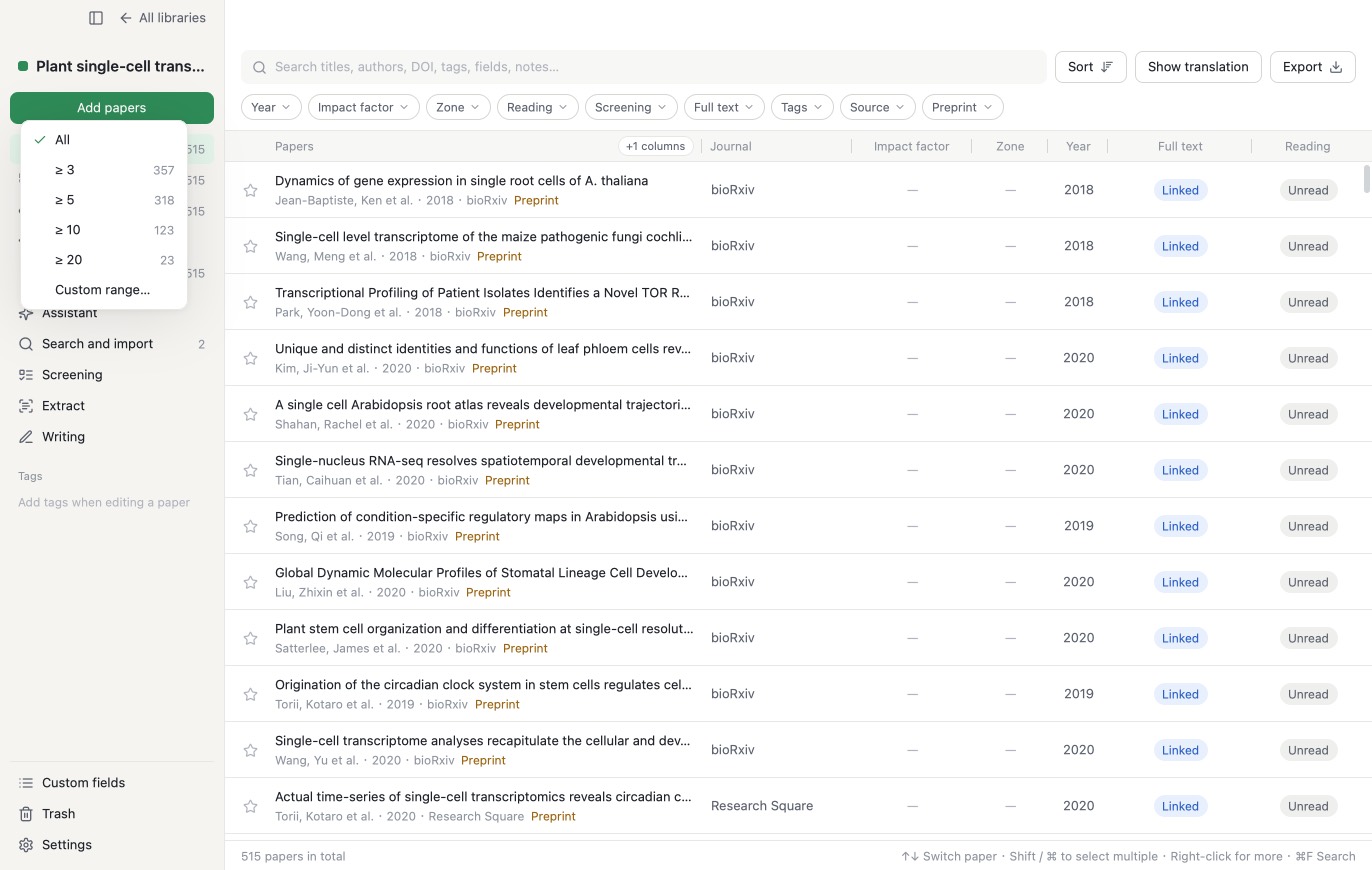 All libraries
Plant single-cell trans...
Add papers
All
≥ 3 357
≥ 5 318
≥ 10 123
≥ 20 23
Custom range...
515
515
515
515
Assistant
Search and import 2
Screening
Extract
Writing
Tags
Add tags when editing a paper
Custom fields
Trash
Settings
Search titles, authors, DOI, tags, fields, notes...
Sort
Show translation
Export
Year
Impact factor
Zone
Reading
Screening
Full text
Tags
Source
Preprint
Papers +1 columns Journal Impact factor Zone Year Full text Reading
Dynamics of gene expression in single root cells of A. thaliana
Jean-Baptiste, Ken et al. · 2018 · bioRxiv Preprint
bioRxiv — — 2018 Linked Unread
Single-cell level transcriptome of the maize pathogenic fungi cochli...
Wang, Meng et al. · 2018 · bioRxiv Preprint
bioRxiv — — 2018 Linked Unread
Transcriptional Profiling of Patient Isolates Identifies a Novel TOR R...
Park, Yoon-Dong et al. · 2018 · bioRxiv Preprint
bioRxiv — — 2018 Linked Unread
Unique and distinct identities and functions of leaf phloem cells rev...
Kim, Ji-Yun et al. · 2020 · bioRxiv Preprint
bioRxiv — — 2020 Linked Unread
A single cell Arabidopsis root atlas reveals developmental trajectori...
Shahan, Rachel et al. · 2020 · bioRxiv Preprint
bioRxiv — — 2020 Linked Unread
Single-nucleus RNA-seq resolves spatiotemporal developmental tr...
Tian, Caihuan et al. · 2020 · bioRxiv Preprint
bioRxiv — — 2020 Linked Unread
Prediction of condition-specific regulatory maps in Arabidopsis usi...
Song, Qi et al. · 2019 · bioRxiv Preprint
bioRxiv — — 2019 Linked Unread
Global Dynamic Molecular Profiles of Stomatal Lineage Cell Develo...
Liu, Zhixin et al. · 2020 · bioRxiv Preprint
bioRxiv — — 2020 Linked Unread
Plant stem cell organization and differentiation at single-cell resolut...
Satterlee, James et al. · 2020 · bioRxiv Preprint
bioRxiv — — 2020 Linked Unread
Origination of the circadian clock system in stem cells regulates cel...
Torii, Kotaro et al. · 2019 · bioRxiv Preprint
bioRxiv — — 2019 Linked Unread
Single-cell transcriptome analyses recapitulate the cellular and dev...
Wang, Yu et al. · 2020 · bioRxiv Preprint
bioRxiv — — 2020 Linked Unread
Actual time-series of single-cell transcriptomics reveals circadian c...
Torii, Kotaro et al. · 2020 · Research Square Preprint
Research Square — — 2020 Linked Unread
515 papers in total
↑↓ Switch paper · Shift / ⌘ to select multiple · Right-click for more · ⌘F Search